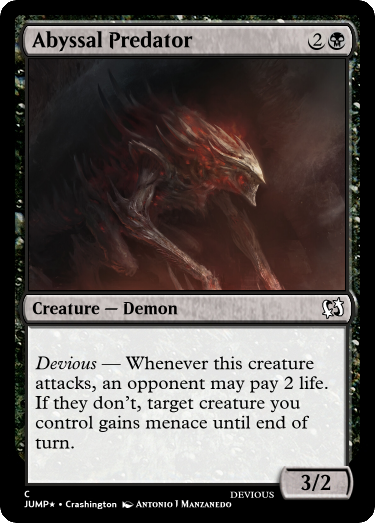 Abyssal Predator 2
Creature — Demon
Devious — Whenever this creature
attacks, an opponent may pay 2 life.
If they don't, target creature you
control gains menace until end of
turn.
3/2
C
DEVIOUS
JUMP★ • Crashington Antonio J Manzanedo